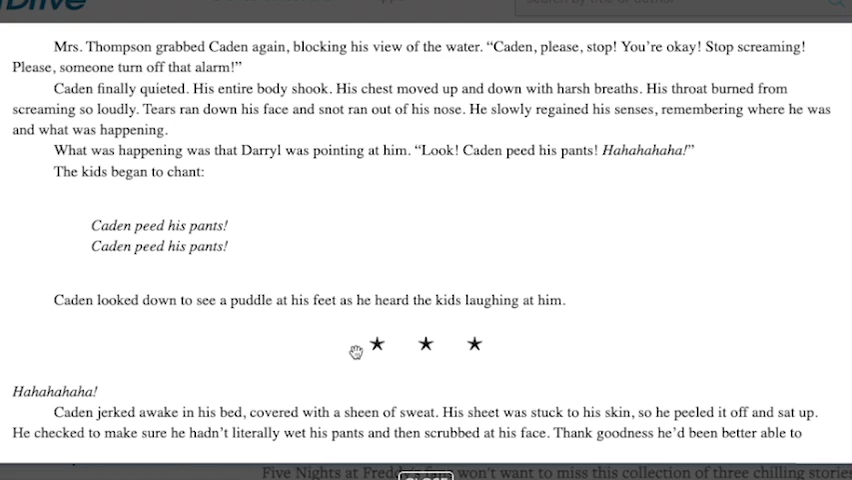 Mrs. Thompson grabbed Caden again, blocking his view of the water. “Caden, please, stop! You’re okay! Stop screaming!
Please, someone turn off that alarm!”
Caden finally quieted. His entire body shook. His chest moved up and down with harsh breaths. His throat burned from
screaming so loudly. Tears ran down his face and snot ran out of his nose. He slowly regained his senses, remembering where he was
and what was happening.
What was happening was that Darryl was pointing at him. “Look! Caden peed his pants! Hahahahaha!”
The kids began to chant:
Caden peed his pants!
Caden peed his pants!
Caden looked down to see a puddle at his feet as he heard the kids laughing at him.
★ ★ ★
Hahahahaha!
Caden jerked awake in his bed, covered with a sheen of sweat. His sheet was stuck to his skin, so he peeled it off and sat up.
He checked to make sure he hadn’t literally wet his pants and then scrubbed at his face. Thank goodness he’d been better able to
Five Nights at Freddy's fans won't want to miss this collection of three chilling stories